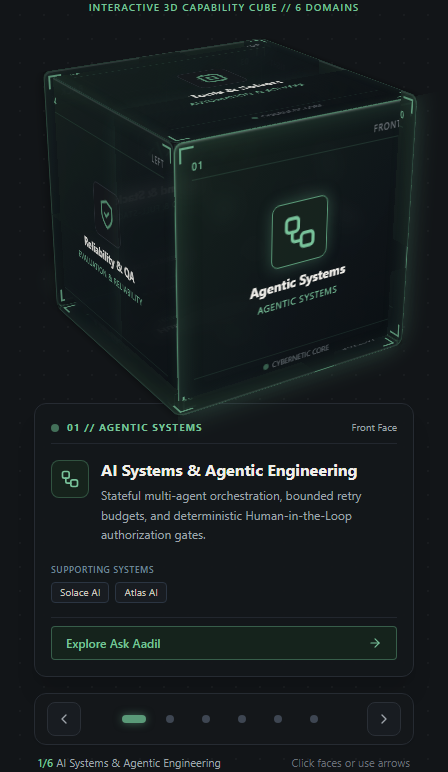 INTERACTIVE 3D CAPABILITY CUBE // 6 DOMAINS
LEFT
FRONT
01
Reliability & QA
EVALUATION & RELIABILITY
Agentic Systems
AGENTIC SYSTEMS
CYBERNETIC CORE
01 // AGENTIC SYSTEMS
Front Face
AI Systems & Agentic Engineering
Stateful multi-agent orchestration, bounded retry
budgets, and deterministic Human-in-the-Loop
authorization gates.
SUPPORTING SYSTEMS
Solace AI
Atlas AI
Explore Ask Aadil
1/6 AI Systems & Agentic Engineering
Click faces or use arrows